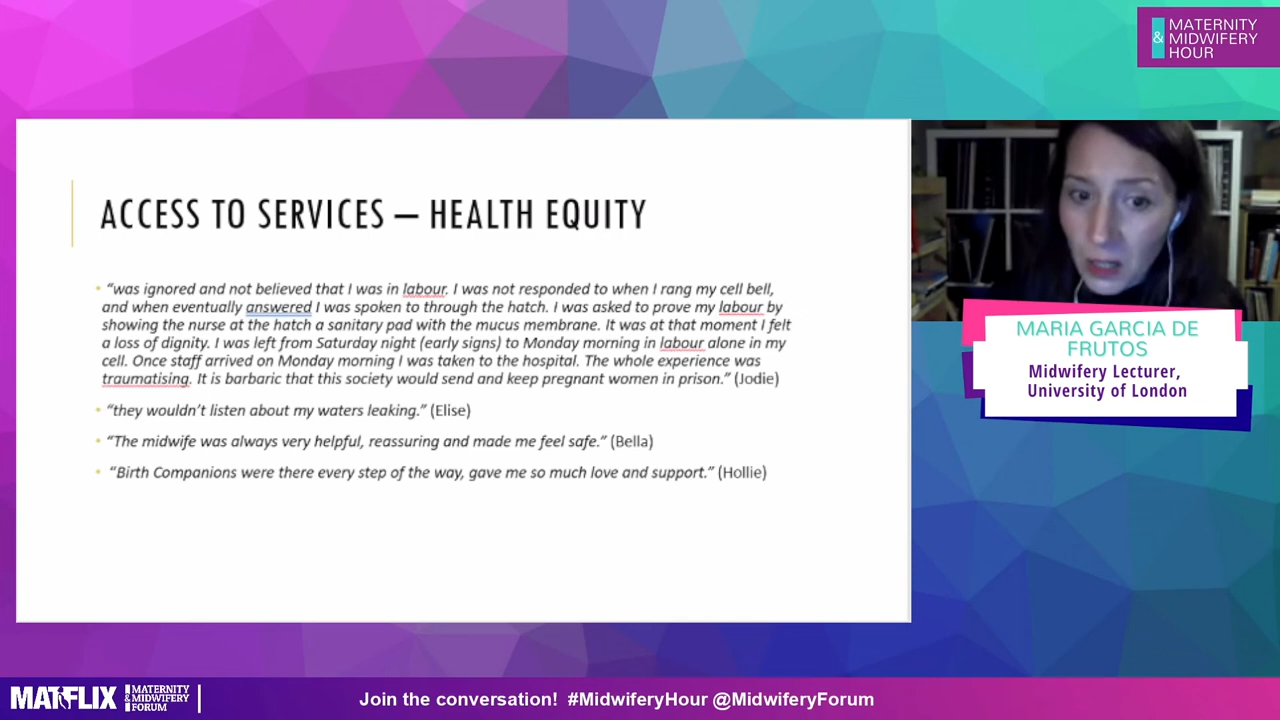 MATERNITY
& MIDWIFERY
HOUR
ACCESS TO SERVICES – HEALTH EQUITY
• “was ignored and not believed that I was in labour. I was not responded to when I rang my cell bell,
and when eventually answered I was spoken to through the hatch. I was asked to prove my labour by
showing the nurse at the hatch a sanitary pad with the mucus membrane. It was at that moment I felt
a loss of dignity. I was left from Saturday night (early signs) to Monday morning in labour alone in my
cell. Once staff arrived on Monday morning I was taken to the hospital. The whole experience was
traumatising. It is barbaric that this society would send and keep pregnant women in prison.” (Jodie)
• “they wouldn’t listen about my waters leaking.” (Elise)
• “The midwife was always very helpful, reassuring and made me feel safe.” (Bella)
• “Birth Companions were there every step of the way, gave me so much love and support.” (Hollie)
MARIA GARCIA DE
FRUTOS
Midwifery Lecturer,
University of London
MATFLIX
MATERNITY
& MIDWIFERY
FORUM
Join the conversation! #MidwiferyHour @MidwiferyForum